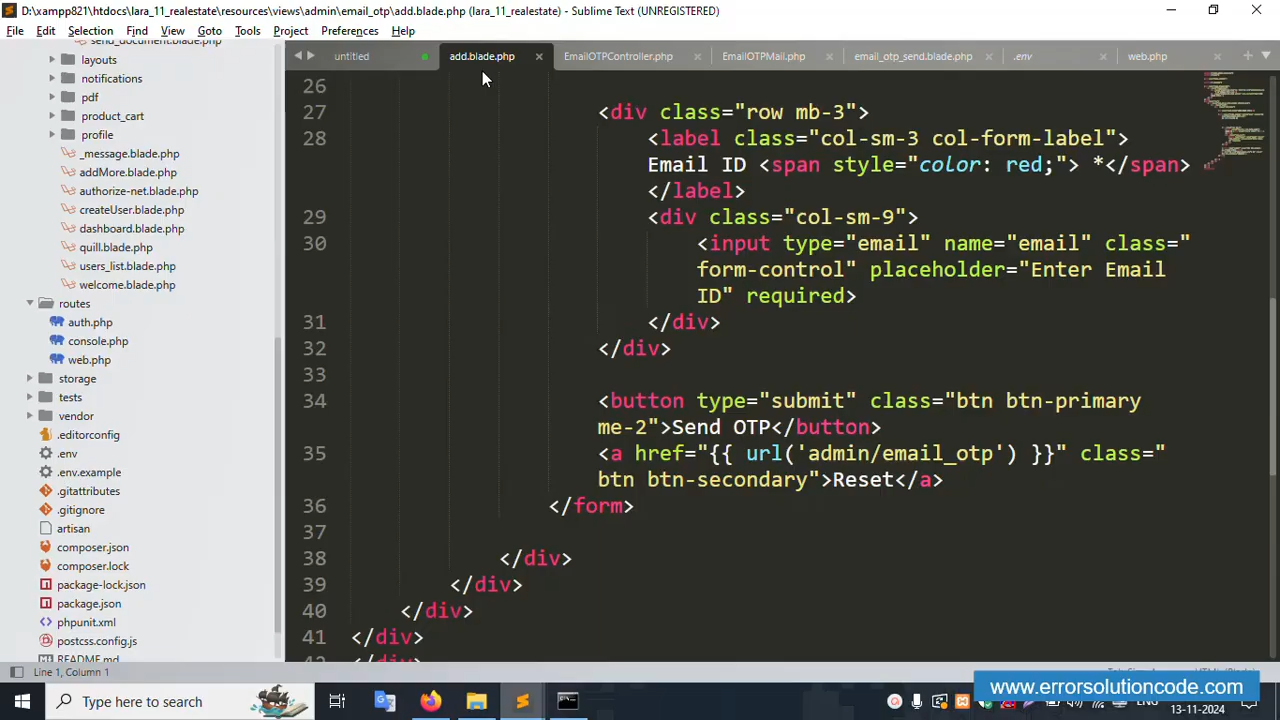 D:\xampp821\htdocs\lara_11_realestate\resources\views\admin\email_otp\add.blade.php (lara_11_realestate) - Sublime Text (UNREGISTERED)
File Edit Selection Find View Goto Tools Project Preferences Help
send_document.blade.php
layouts
notifications
pdf
product_cart
profile
_message.blade.php
addMore.blade.php
authorize-net.blade.php
createUser.blade.php
dashboard.blade.php
quill.blade.php
users_list.blade.php
welcome.blade.php
routes
auth.php
console.php
web.php
storage
tests
vendor
.editorconfig
.env
.env.example
.gitattributes
.gitignore
artisan
composer.json
composer.lock
package-lock.json
package.json
phpunit.xml
postcss.config.js
README.md
untitled add.blade.php EmailOTPController.php EmailOTPMail.php email_otp_send.blade.php .env web.php
26
27 <div class="row mb-3">
28 <label class="col-sm-3 col-form-label">
Email ID <span style="color: red;"> *</span>
</label>
29 <div class="col-sm-9">
30 <input type="email" name="email" class="
form-control" placeholder="Enter Email
ID" required>
31 </div>
32 </div>
33
34 <button type="submit" class="btn btn-primary
me-2">Send OTP</button>
35 <a href="{{ url('admin/email_otp') }}" class="
btn btn-secondary">Reset</a>
36 </form>
37
38 </div>
39 </div>
40 </div>
41 </div>
Line 1, Column 1
Type here to search
www.errorsolutioncode.com
13-11-2024